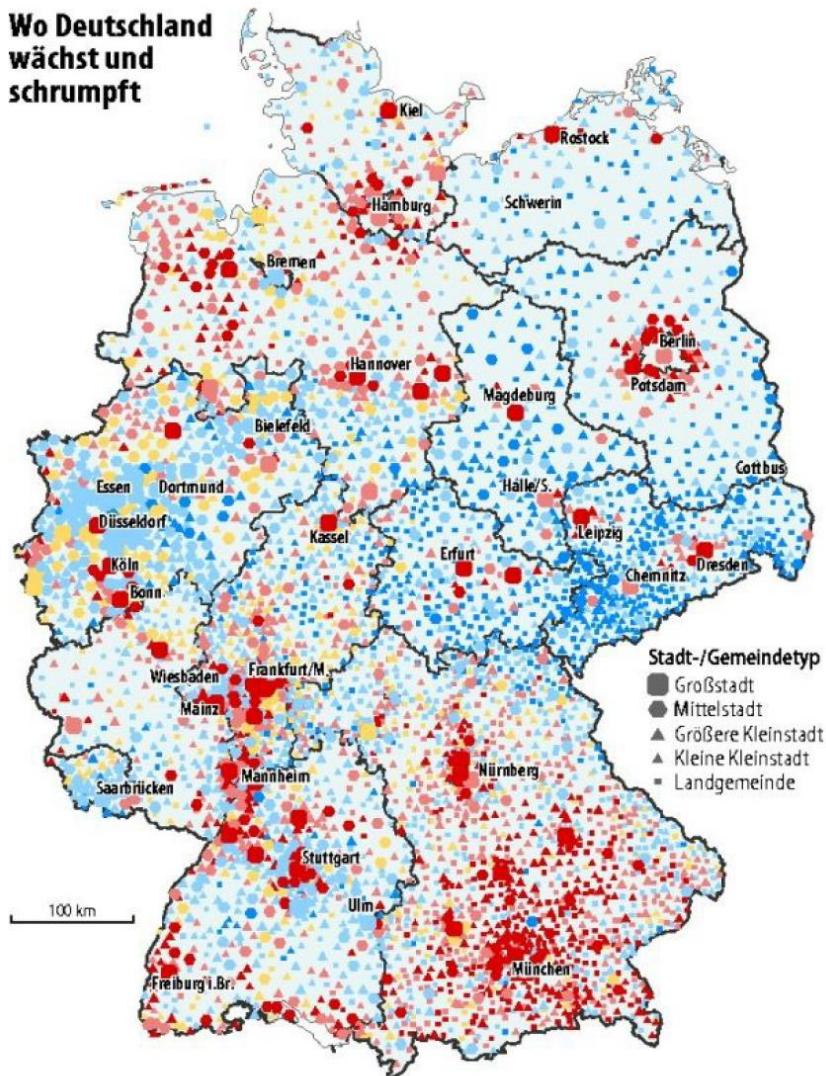 Wo Deutschland
wächst und
schrumpft
Kiel
Rostock
Hamburg
Schwerin
Bremen
Berlin
Hannover
Potsdam
Magdeburg
Bielefeld
Cottbus
Essen
Dortmund
Halle/S.
Düsseldorf
Kassel
Leipzig
Erfurt
Köln
Dresden
Chemnitz
Bonn
Stadt-/Gemeindetyp
Großstadt
Mittelstadt
Größere Kleinstadt
Kleine Kleinstadt
Landgemeinde
Wiesbaden
Frankfurt/M.
Mainz
Nürnberg
Mannheim
Saarbrücken
Stuttgart
Ulm
100 km
München
Freiburg i.Br.